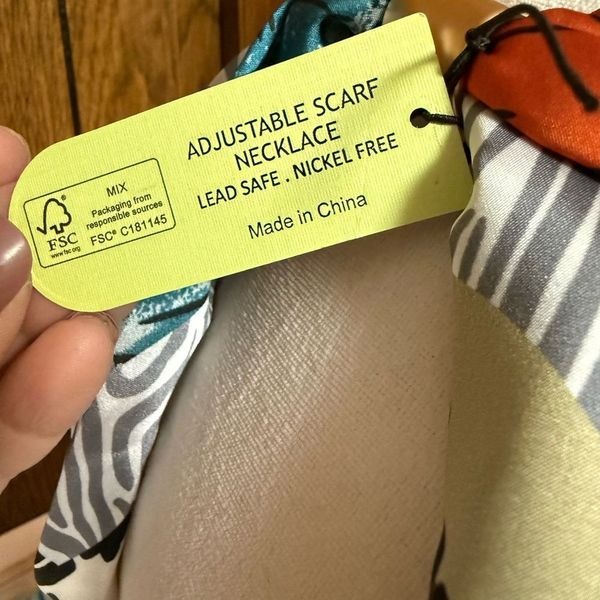 ADJUSTABLE SCARF
NECKLACE
LEAD SAFE . NICKEL FREE
Made in China
FSC
www.fsc.org
MIX
Packaging from
responsible sources
FSC® C181145